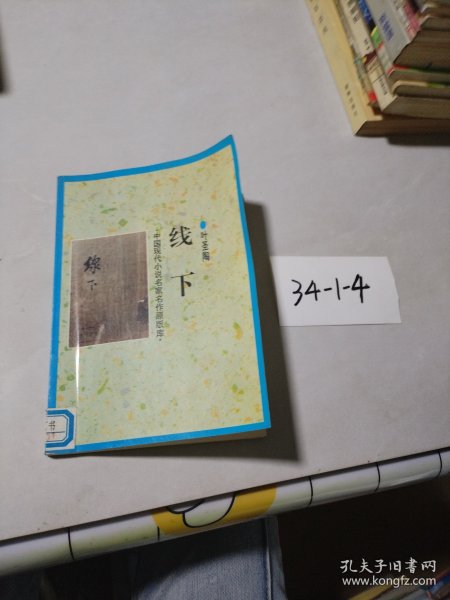 叶圣陶
线下
·中国现代小说名家名作原版库·
線下
书
34-1-4
孔夫子旧书网
www.kongfz.com